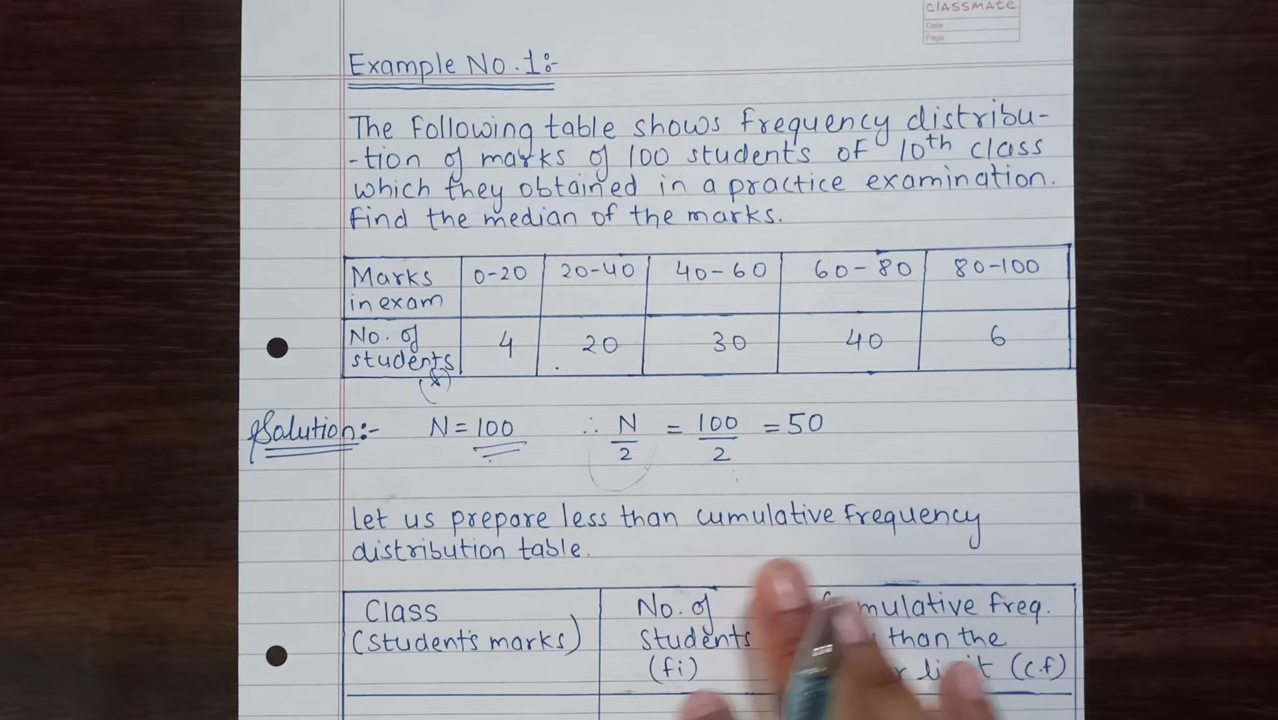 CLASSMATE
Date
Page
Example No.1:-
The Following table shows frequency distribu-
-tion of marks of 100 students of 10th class
which they obtained in a practice examination.
Find the median of the marks.
Marks in exam 0-20 20-40 40-60 60-80 80-100
No. of students 4 20 30 40 6
Solution:- N = 100 ∴ N/2 = 100/2 = 50
Let us prepare less than cumulative frequency
distribution table.
Class No. of mulative freq.
(Student's marks) students than the
(fi) (c.f)